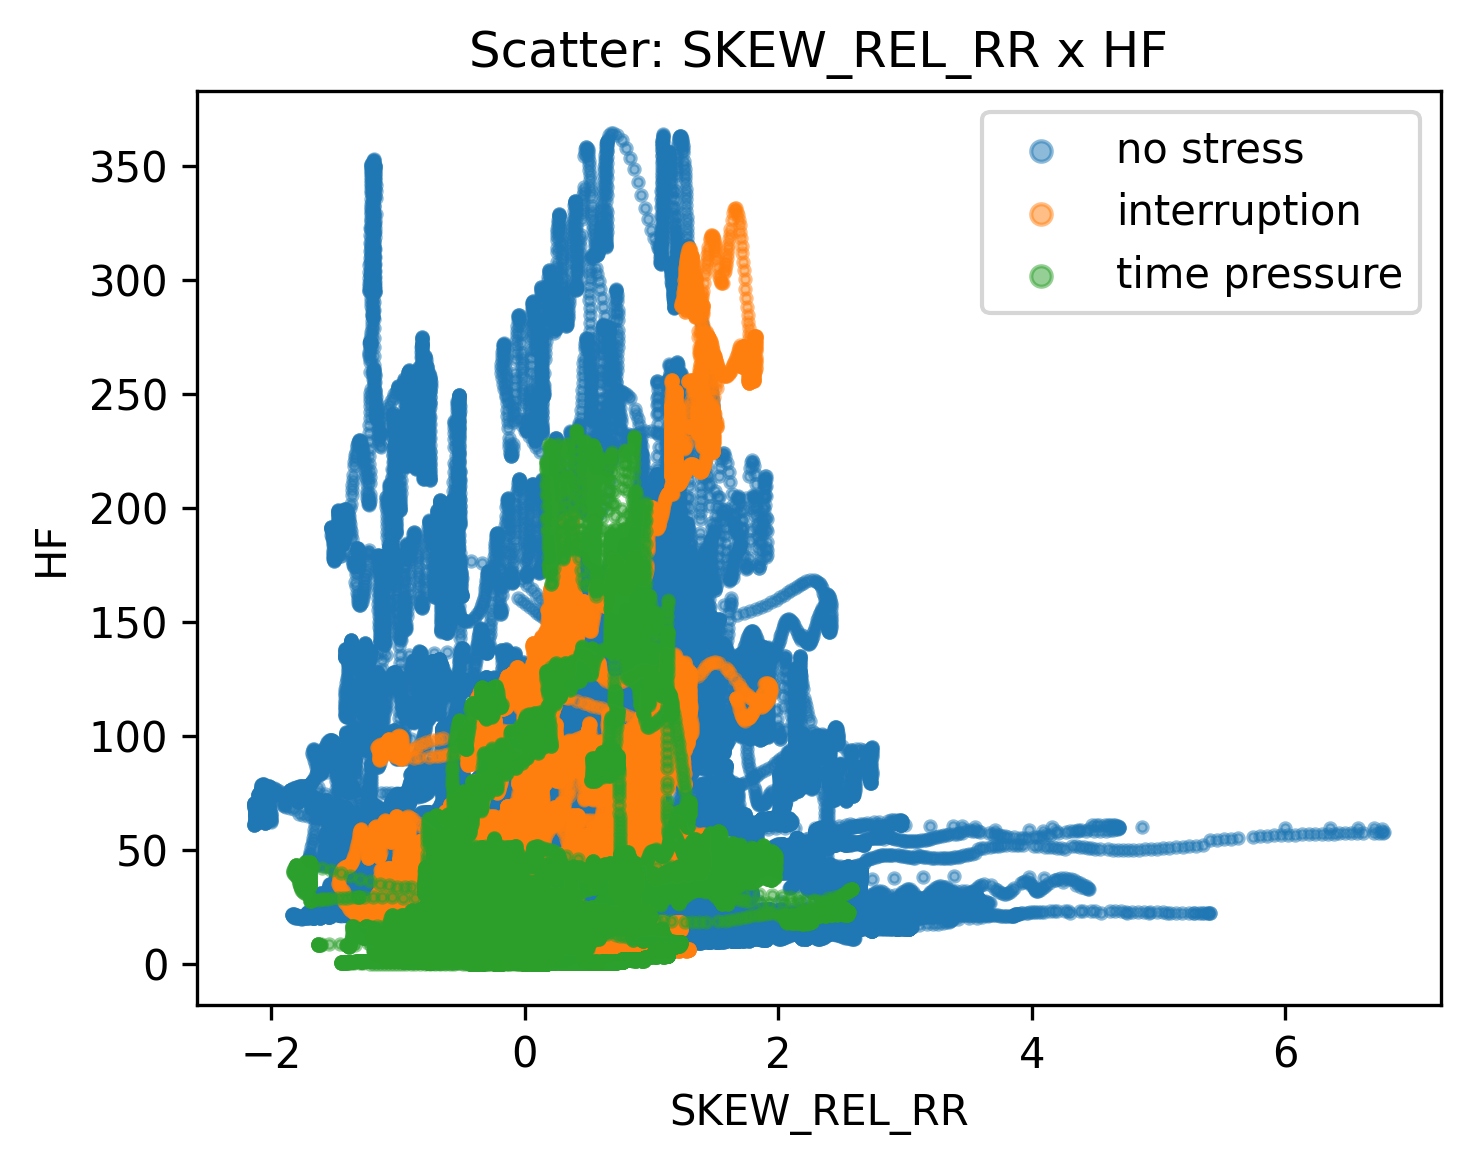 Scatter: SKEW_REL_RR x HF
no stress
interruption
time pressure
350
300
250
200
150
100
50
0
HF
−2 0 2 4 6
SKEW_REL_RR